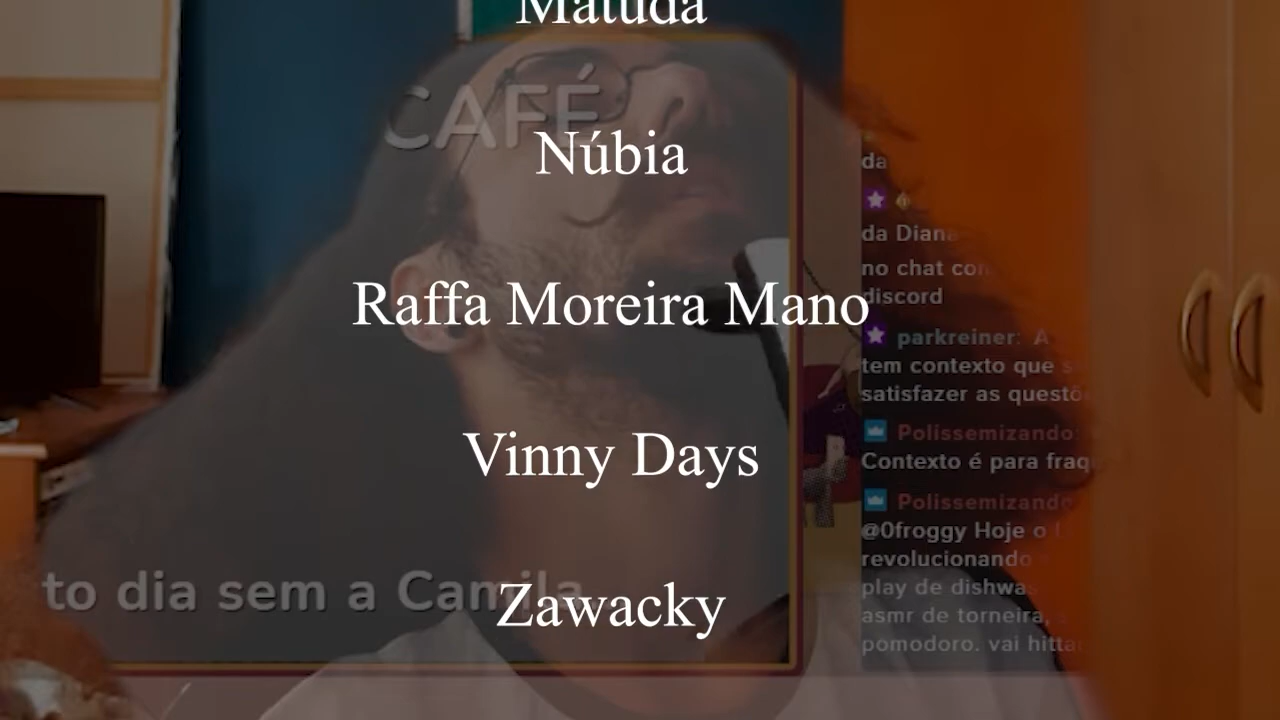 Matuda
CAFÉ
Núbia
da
da Diana
no chat com
discord
Raffa Moreira Mano
parkreiner: A
tem contexto que
satisfazer as questõ
Polissemizando:
Contexto é para fraq
Vinny Days
Polissemizando
@0froggy Hoje o
revolucionando
play de dishwas
asmr de torneira,
pomodoro. vai hitta
to dia sem a Camila
Zawacky